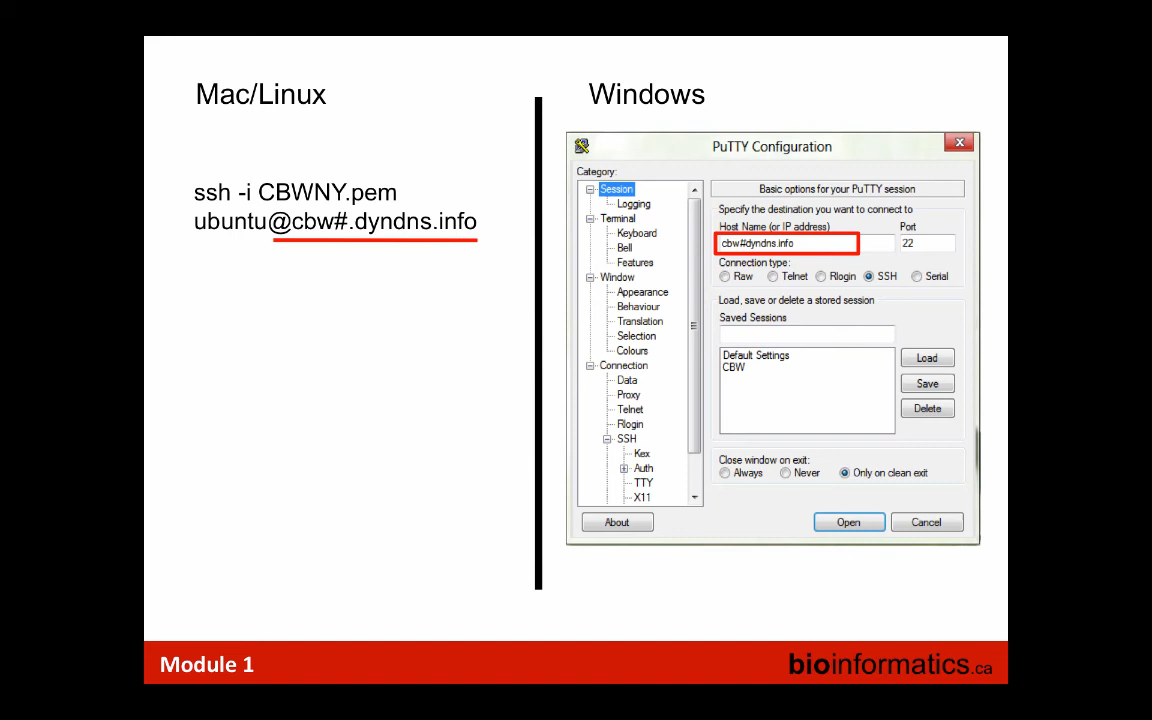 Mac/Linux
ssh -i CBWNY.pem
ubuntu@cbw#.dyndns.info
Windows
PuTTY Configuration
Category:
Session
Logging
Terminal
Keyboard
Bell
Features
Window
Appearance
Behaviour
Translation
Selection
Colours
Connection
Data
Proxy
Telnet
Rlogin
SSH
Kex
Auth
TTY
X11
Basic options for your PuTTY session
Specify the destination you want to connect to
Host Name (or IP address) Port
cbw#dyndns.info 22
Connection type:
Raw Telnet Rlogin SSH Serial
Load, save or delete a stored session
Saved Sessions
Default Settings
CBW
Load
Save
Delete
Close window on exit:
Always Never Only on clean exit
About Open Cancel
Module 1
bioinformatics.ca